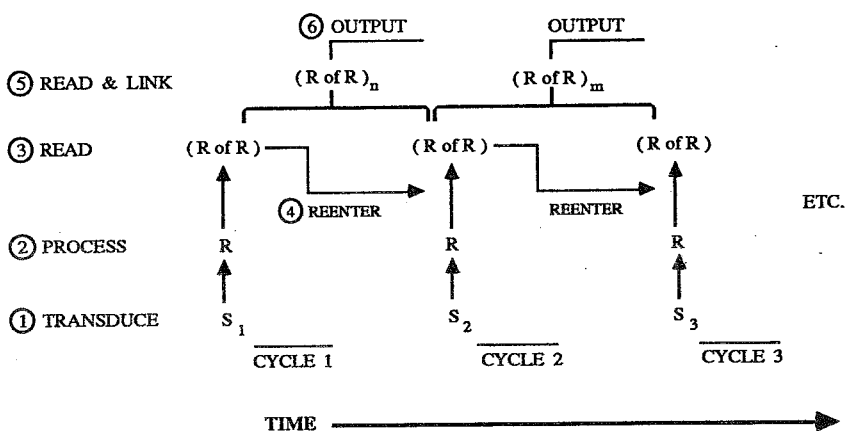 ⑥ OUTPUT OUTPUT
⑤ READ & LINK (R of R)n (R of R)m
③ READ (R of R) (R of R) (R of R)
④ REENTER REENTER ETC.
② PROCESS R R R
① TRANSDUCE S1 S2 S3
CYCLE 1 CYCLE 2 CYCLE 3
TIME